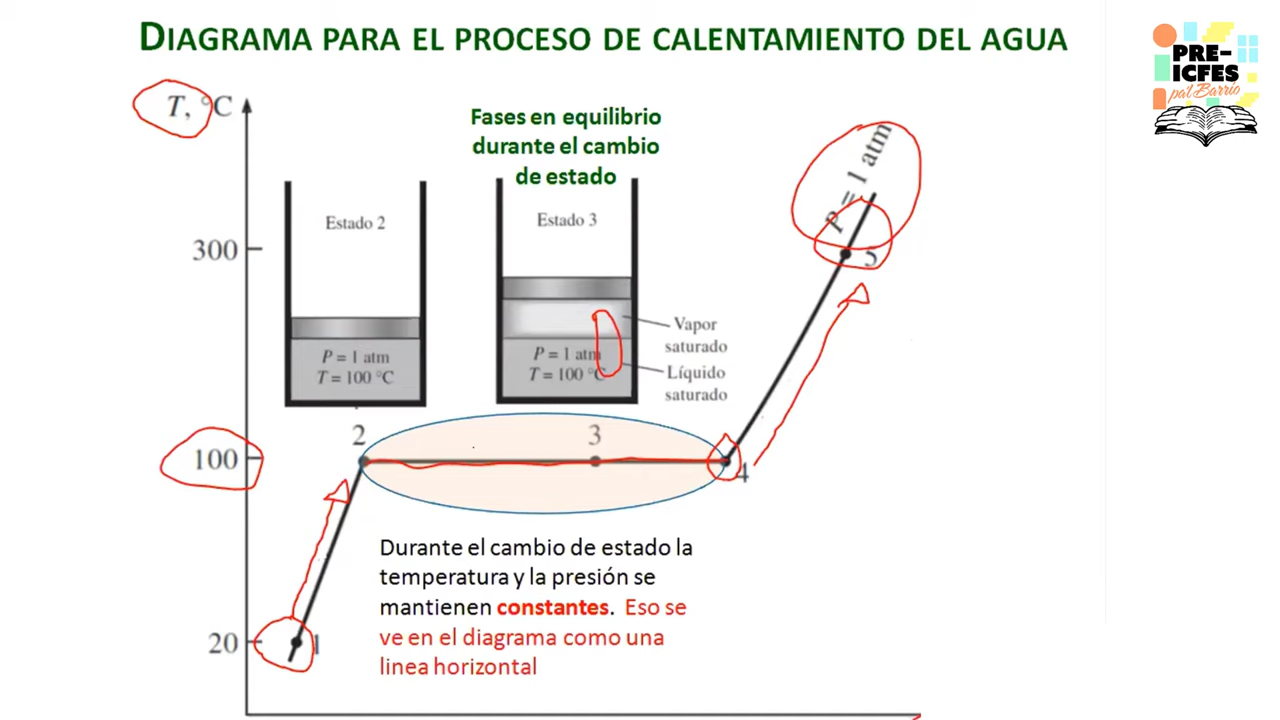 DIAGRAMA PARA EL PROCESO DE CALENTAMIENTO DEL AGUA
PRE-
ICFES
pa'l Barrio
T, °C
Fases en equilibrio
durante el cambio
de estado
P = 1 atm
Estado 2
Estado 3
300
5
Vapor
saturado
P = 1 atm
T = 100 °C
P = 1 atm
T = 100 °C
Líquido
saturado
2
3
100
4
Durante el cambio de estado la
temperatura y la presión se
mantienen constantes. Eso se
ve en el diagrama como una
linea horizontal
20
1